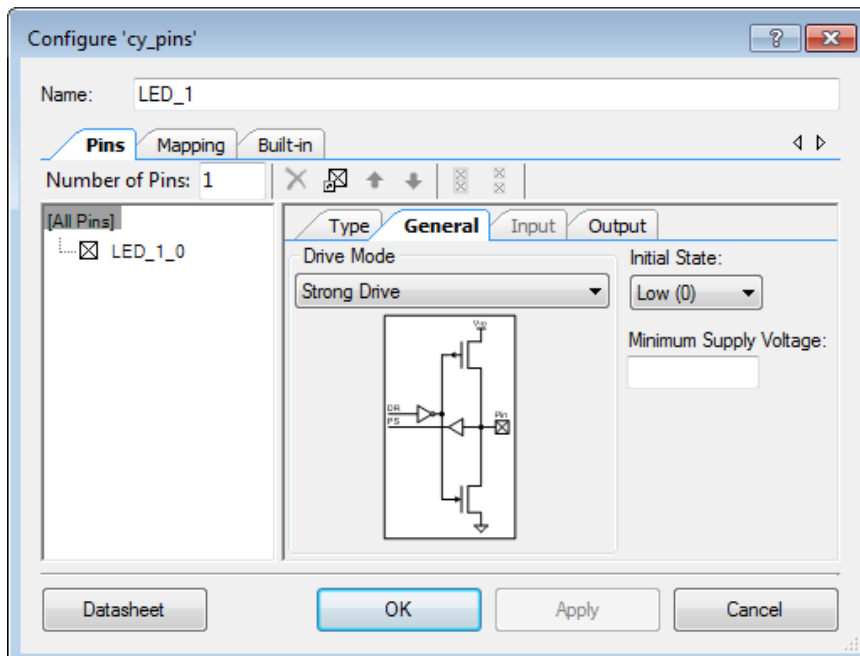 Configure 'cy_pins'
Name: LED_1
Pins Mapping Built-in
Number of Pins: 1
[All Pins]
LED_1_0
Type General Input Output
Drive Mode
Strong Drive
Initial State:
Low (0)
Minimum Supply Voltage:
DR
PS
Pin
Datasheet OK Apply Cancel